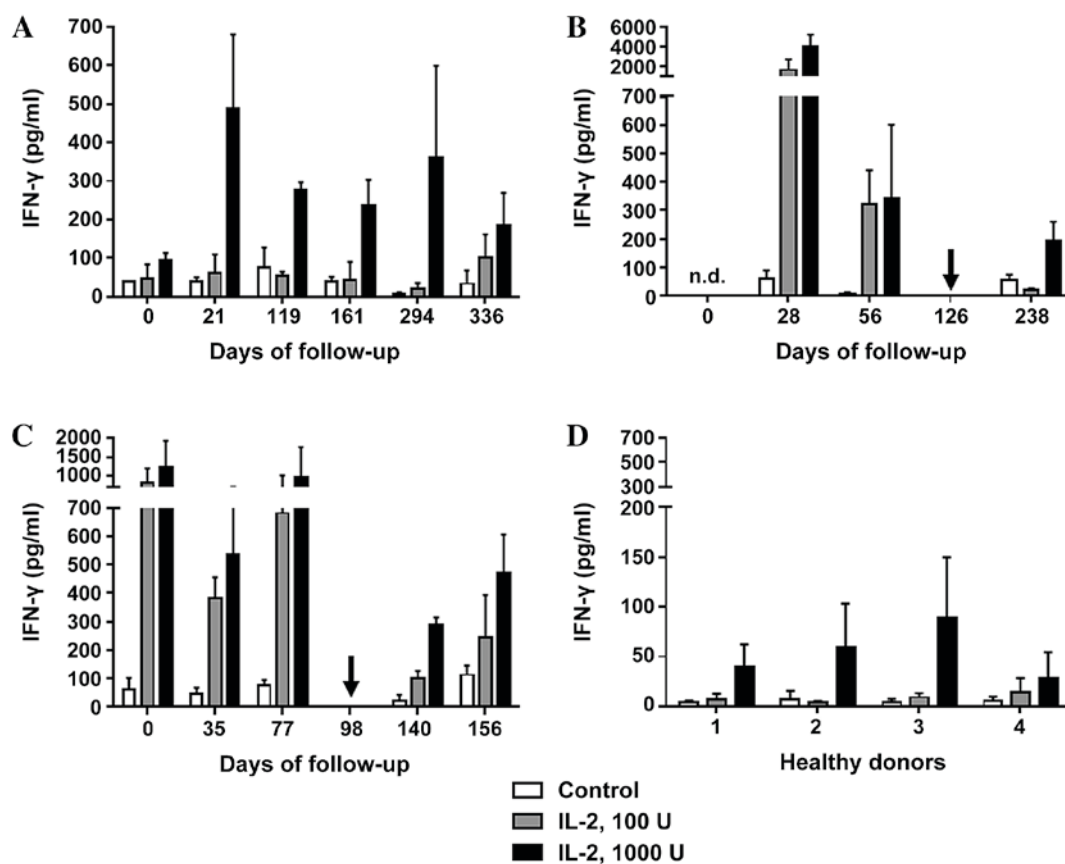 A
IFN-γ (pg/ml)
700
600
500
400
300
200
100
0
0 21 119 161 294 336
Days of follow-up
B
IFN-γ (pg/ml)
6000
4000
2000
700
600
500
400
300
200
100
0
n.d.
0 28 56 126 238
Days of follow-up
C
IFN-γ (pg/ml)
2000
1500
1000
700
600
500
400
300
200
100
0
0 35 77 98 140 156
Days of follow-up
D
IFN-γ (pg/ml)
700
500
300
200
150
100
50
0
1 2 3 4
Healthy donors
Control
IL-2, 100 U
IL-2, 1000 U